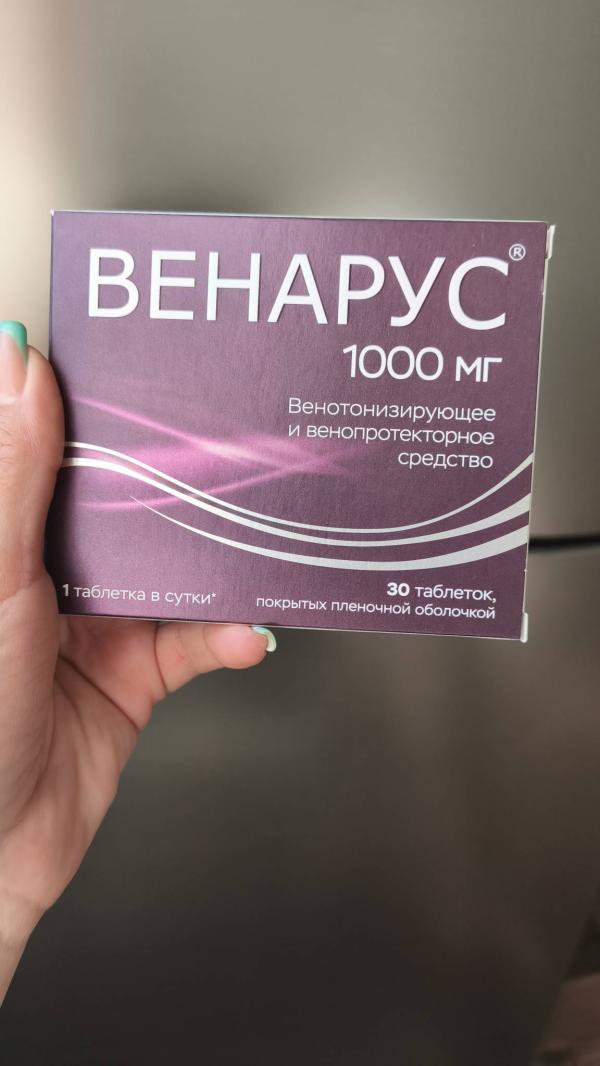 ВЕНАРУС®
1000 мг
Венотонизирующее
и венопротекторное
средство
1 таблетка в сутки*
30 таблеток,
покрытых пленочной оболочкой